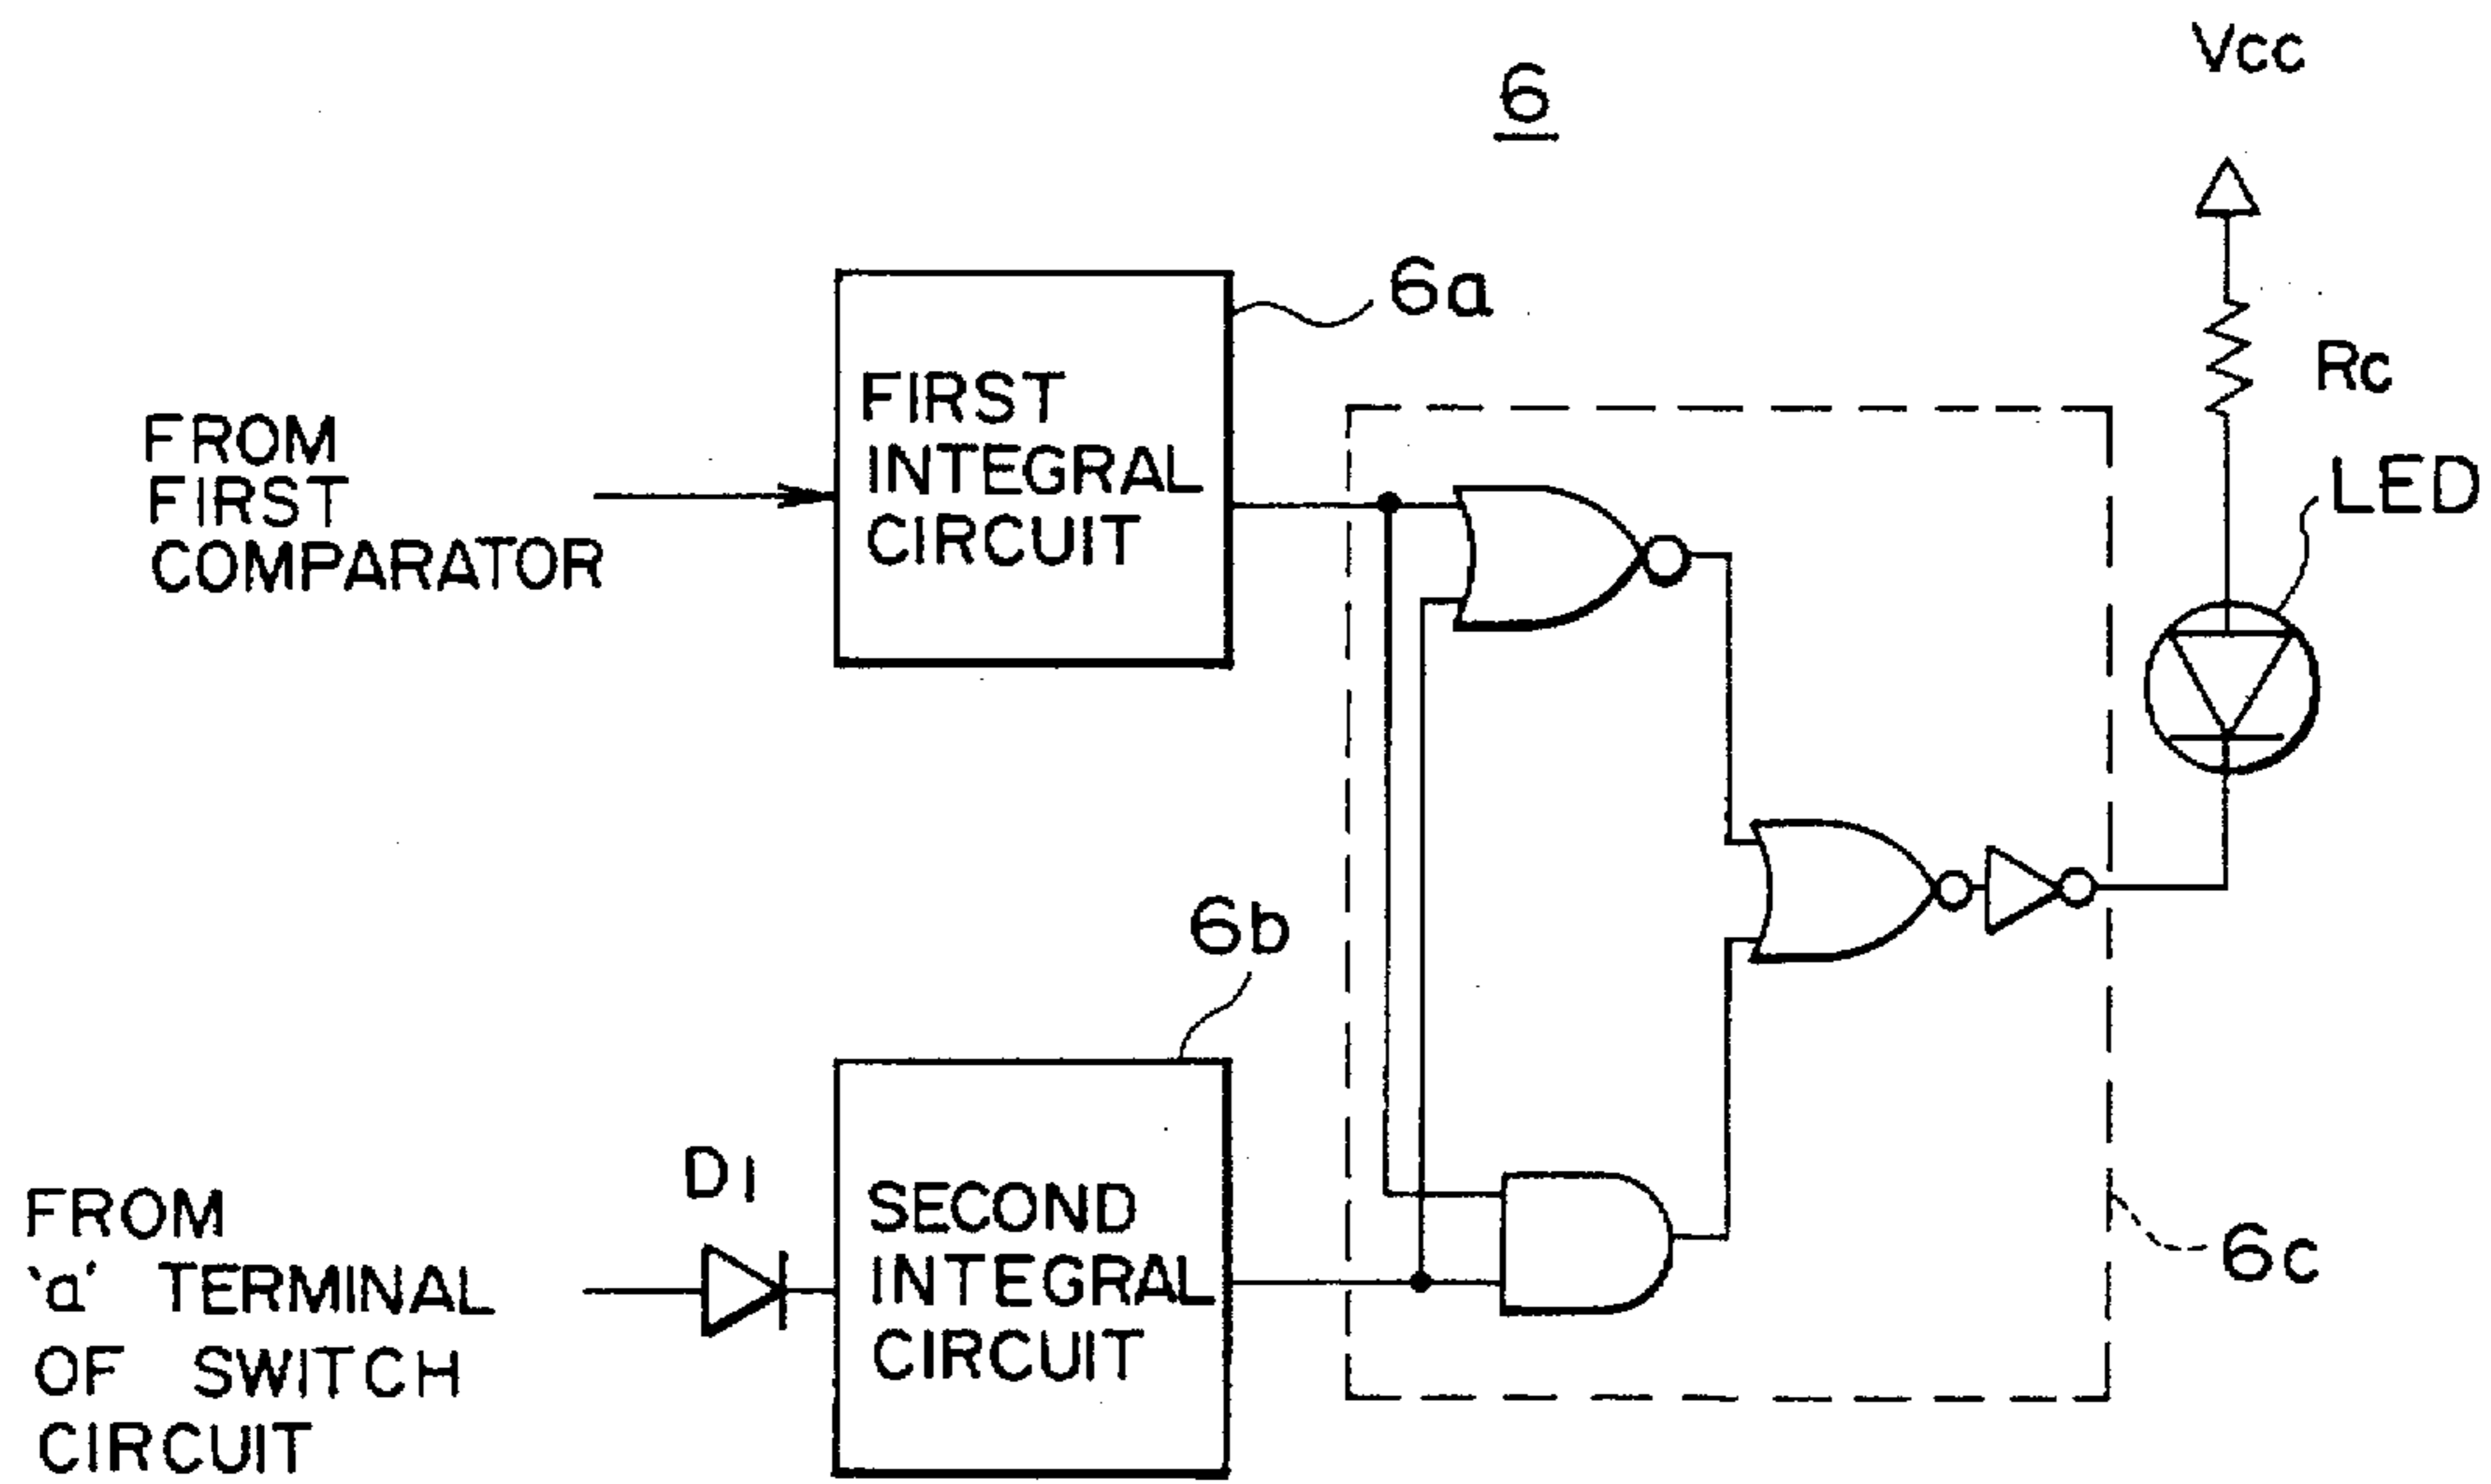 Vcc
6
6a
FIRST
INTEGRAL
CIRCUIT
FROM
FIRST
COMPARATOR
Rc
LED
6b
D1
SECOND
INTEGRAL
CIRCUIT
FROM
'a' TERMINAL
OF SWITCH
CIRCUIT
6c